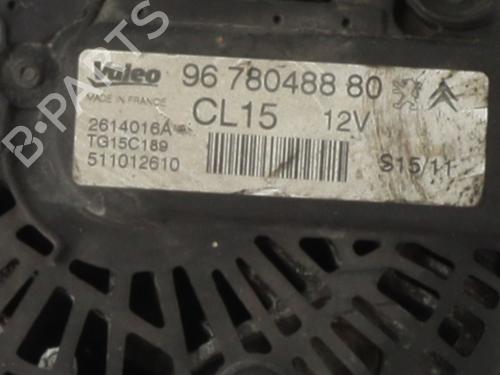 Valeo 96 780488 80
MADE IN FRANCE
CL15 12V
2614016A
TG15C189
511012610
S15/11
B-PARTS